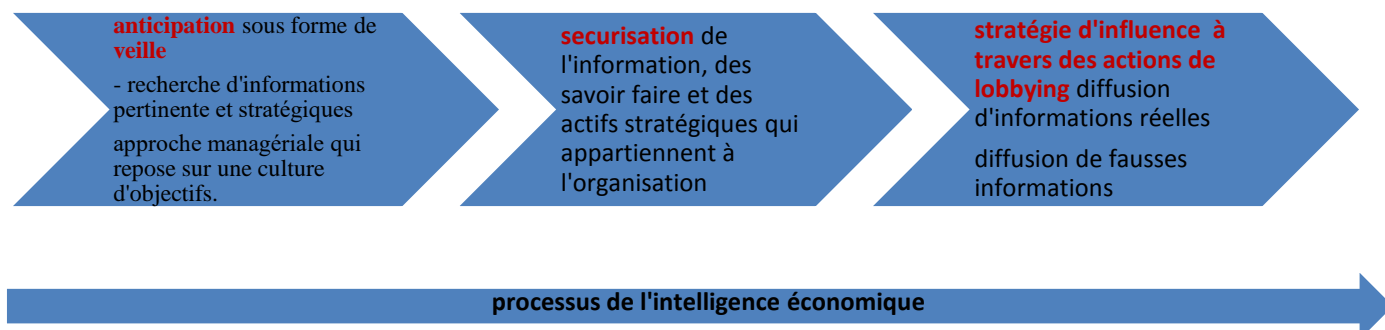 anticipation sous forme de
veille
- recherche d'informations
pertinente et stratégiques
approche managériale qui
repose sur une culture
d'objectifs.
securisation de
l'information, des
savoir faire et des
actifs stratégiques qui
appartiennent à
l'organisation
stratégie d'influence à
travers des actions de
lobbying diffusion
d'informations réelles
diffusion de fausses
informations
processus de l'intelligence économique